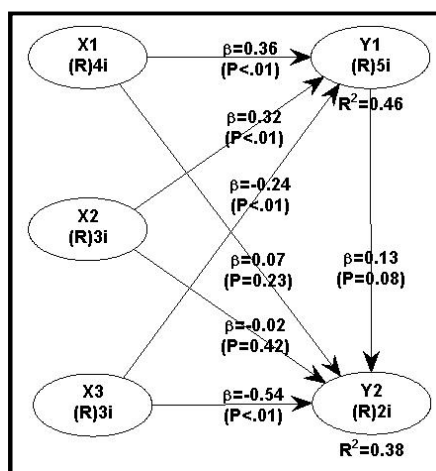 X1
(R)4i
β=0.36
(P<.01)
Y1
(R)5i
R²=0.46
β=0.32
(P<.01)
β=-0.24
(P<.01)
X2
(R)3i
β=0.07
(P=0.23)
β=0.13
(P=0.08)
β=-0.02
(P=0.42)
X3
(R)3i
β=-0.54
(P<.01)
Y2
(R)2i
R²=0.38